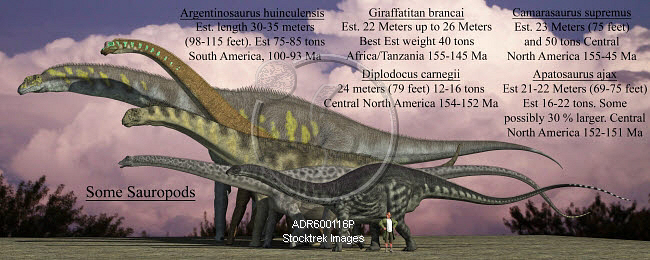 Argentinosaurus huinculensis
Est. length 30-35 meters
(98-115 feet). Est 75-85 tons
South America, 100-93 Ma
Giraffatitan brancai
Est. 22 Meters up to 26 Meters
Best Est weight 40 tons
Africa/Tanzania 155-145 Ma
Camarasaurus supremus
Est. 23 Meters (75 feet)
and 50 tons Central
North America 155-45 Ma
Diplodocus carnegii
24 meters (79 feet) 12-16 tons
Central North America 154-152 Ma
Apatosaurus ajax
Est 21-22 Meters (69-75 feet)
Est 16-22 tons. Some
possibly 30 % larger. Central
North America 152-151 Ma
Some Sauropods
ADR600116P
Stocktrek Images